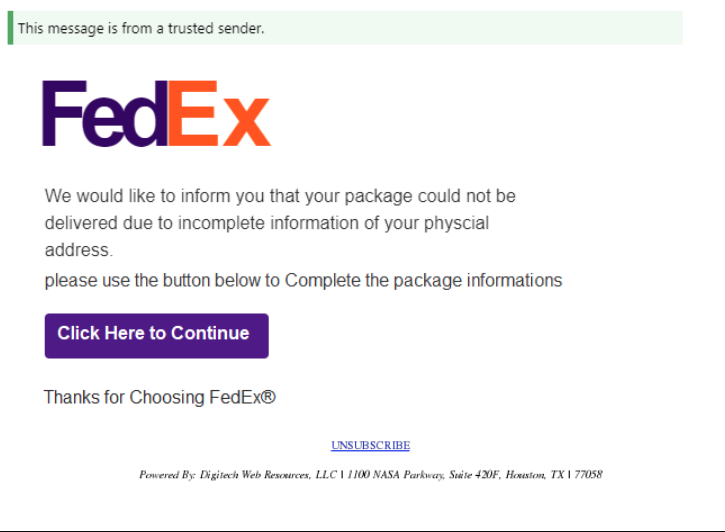 This message is from a trusted sender.
FedEx
We would like to inform you that your package could not be
delivered due to incomplete information of your physcial
address.
please use the button below to Complete the package informations
Click Here to Continue
Thanks for Choosing FedEx®
UNSUBSCRIBE
Powered By: Digitech Web Resources, LLC | 1100 NASA Parkway, Suite 420F, Houston, TX | 77058